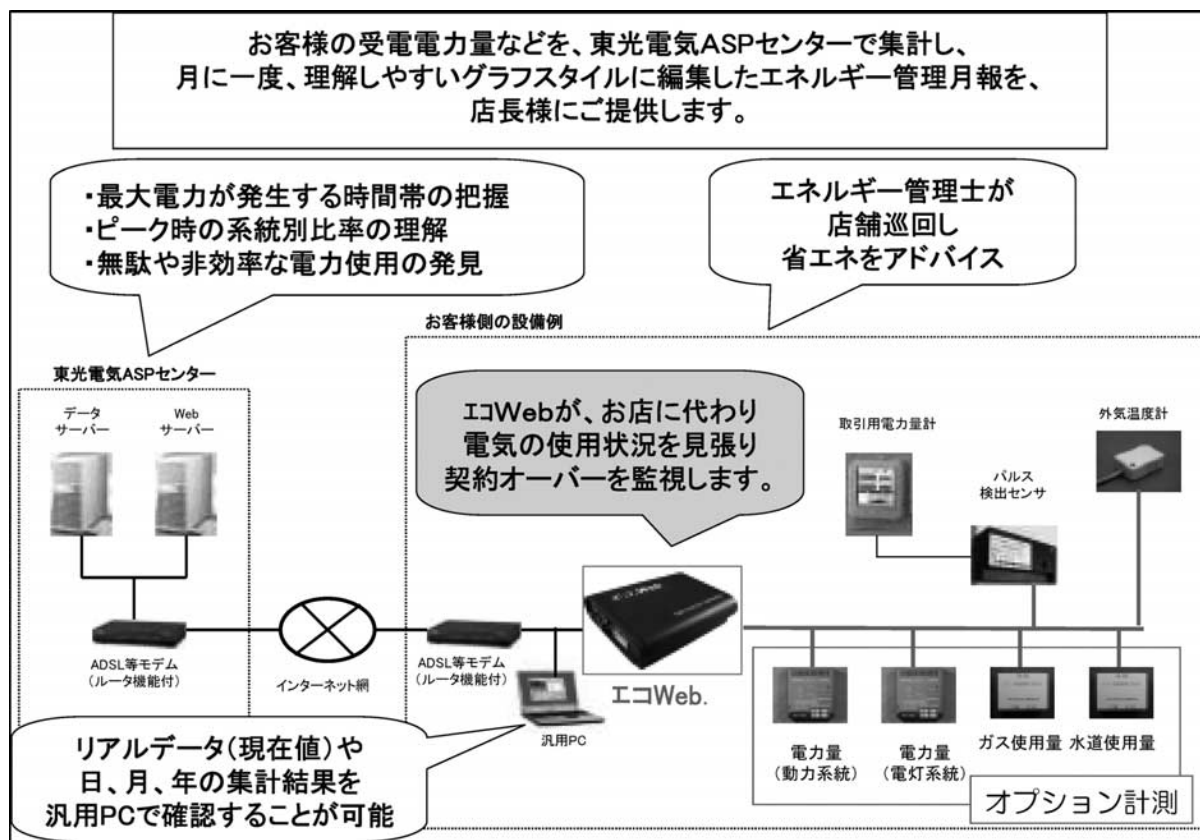 お客様の受電電力量などを、東光電気ASPセンターで集計し、
月に一度、理解しやすいグラフスタイルに編集したエネルギー管理月報を、
店長様にご提供します。
・最大電力が発生する時間帯の把握
・ピーク時の系統別比率の理解
・無駄や非効率な電力使用の発見
エネルギー管理士が
店舗巡回し
省エネをアドバイス
お客様側の設備例
東光電気ASPセンター
データ
サーバー
Web
サーバー
エコWebが、お店に代わり
電気の使用状況を見張り
契約オーバーを監視します。
取引用電力量計
パルス
検出センサ
外気温度計
エコWeb
ADSL等モデム
(ルータ機能付)
インターネット網
ADSL等モデム
(ルータ機能付)
汎用PC
エコWeb.
電力量
(動力系統)
電力量
(電灯系統)
ガス使用量
水道使用量
オプション計測
リアルデータ(現在値)や
日、月、年の集計結果を
汎用PCで確認することが可能